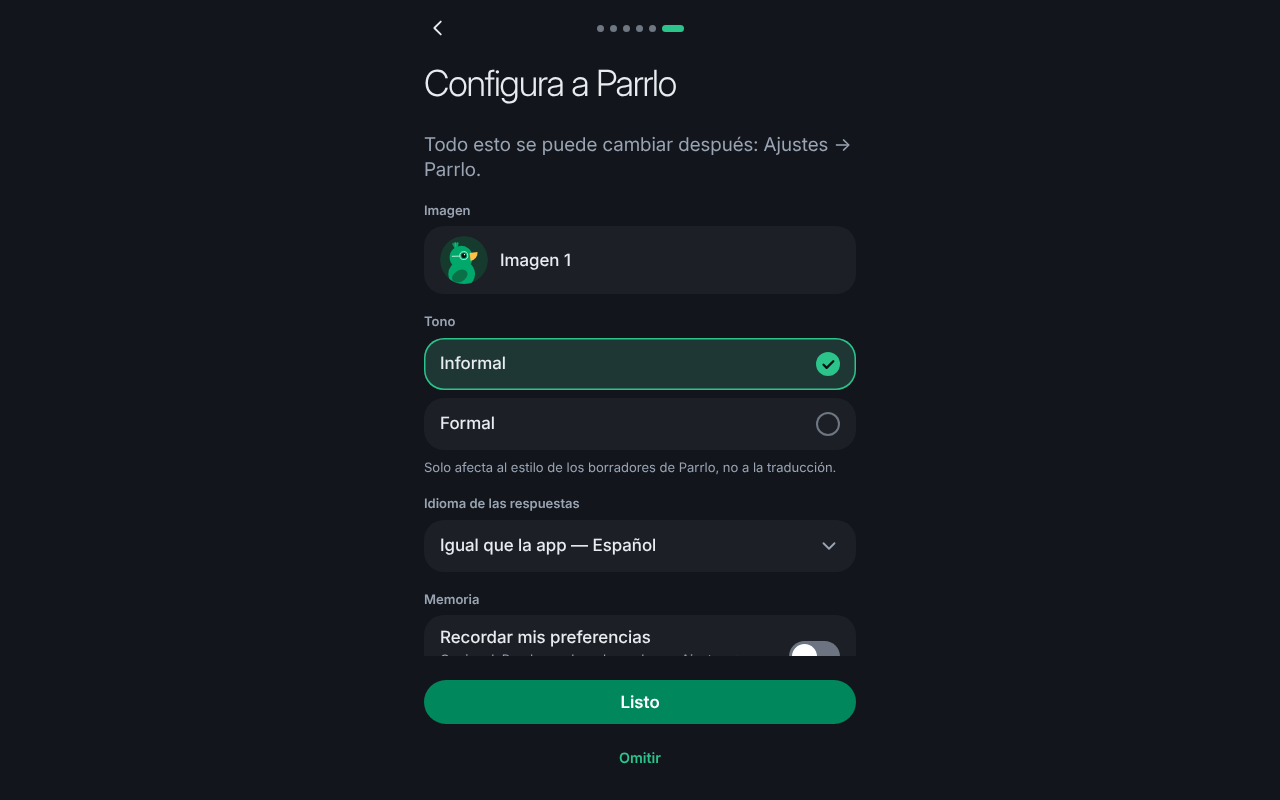 Configura a Parrlo
Todo esto se puede cambiar después: Ajustes →
Parrlo.
Imagen
Imagen 1
Tono
Informal
Formal
Solo afecta al estilo de los borradores de Parrlo, no a la traducción.
Idioma de las respuestas
Igual que la app — Español
Memoria
Recordar mis preferencias
Listo
Omitir